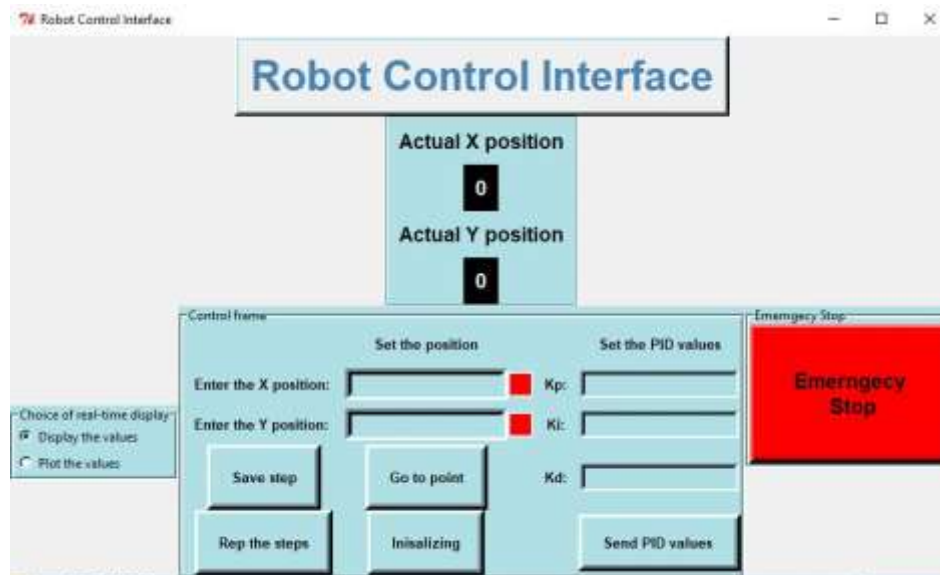 Robot Control Interface
Robot Control Interface
Actual X position
0
Actual Y position
0
Control frame
Set the position
Set the PID values
Enter the X position:
Kp:
Enter the Y position:
Ki:
Save step
Go to point
Kd:
Rep the steps
Inisalizing
Send PID values
Choice of real-time display
Display the values
Plot the values
Ememgecy Stop
Emerngecy
Stop